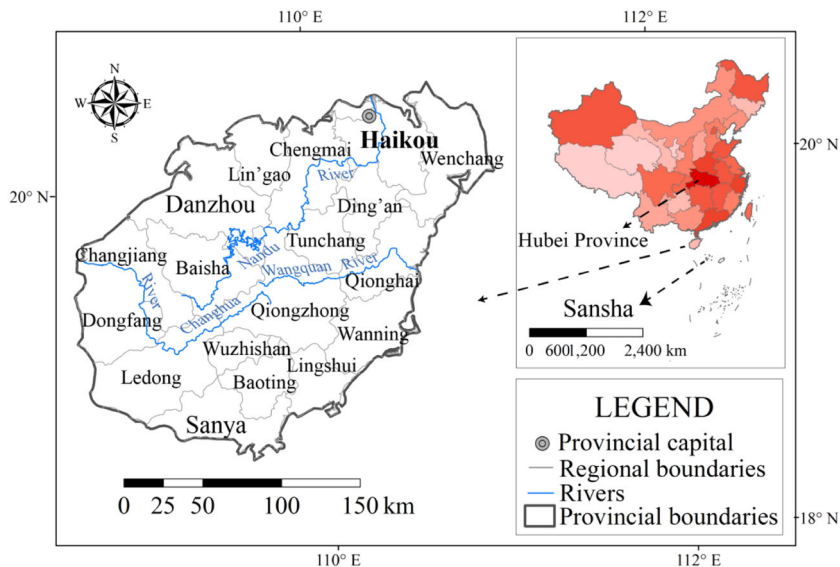 110° E
112° E
N
W
E
S
20° N
20° N
Haikou
Chengmai
Wenchang
Lin'gao
River
Danzhou
Ding'an
Changjiang
Nandu
Tunchang
Baisha
Wangquan
River
Qionghai
River
Dongfang
Changhua
Qiongzhong
Wanning
Wuzhishan
Lingshui
Ledong
Baoting
Sanya
0 25 50 100 150 km
Hubei Province
Sansha
0 6001,200 2,400 km
LEGEND
Provincial capital
Regional boundaries
Rivers
Provincial boundaries
18° N
110° E
112° E